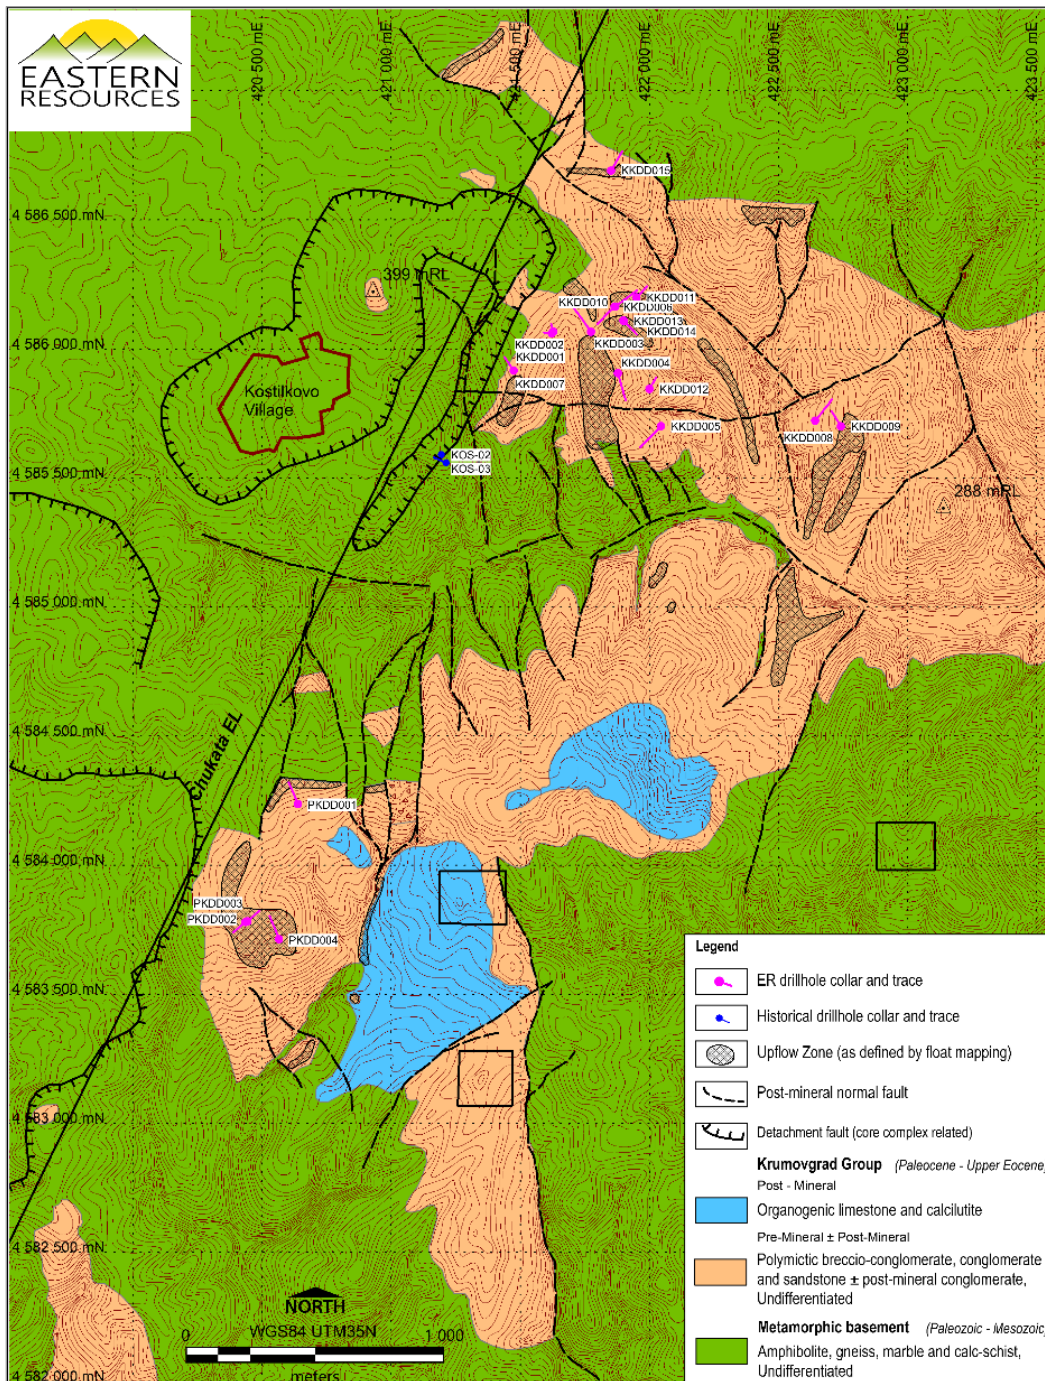 EASTERN
RESOURCES
420 500 mE
421 000 mE
421 500 mE
422 000 mE
422 500 mE
423 000 mE
423 500 mE
KKDD015
4 586 500 mN
399 mRL
KKDD010
KKDD011
KKDD006
KKDD013
KKDD014
KKDD002
KKDD003
KKDD001
KKDD004
KKDD007
4 586 000 mN
Kostilkovo
Village
KKDD012
KKDD005
KKDD008
KKDD009
KOS-02
KOS-03
4 585 500 mN
288 mRL
4 585 000 mN
4 584 500 mN
Chukata EL
PKDD001
4 584 000 mN
PKDD003
PKDD002
PKDD004
4 583 500 mN
4 583 000 mN
4 582 500 mN
4 582 000 mN
NORTH
WGS84 UTM35N
0 1 000
meters
Legend
ER drillhole collar and trace
Historical drillhole collar and trace
Upflow Zone (as defined by float mapping)
Post-mineral normal fault
Detachment fault (core complex related)
Krumovgrad Group (Paleocene - Upper Eocene)
Post - Mineral
Organogenic limestone and calcilutite
Pre-Mineral ± Post-Mineral
Polymictic breccio-conglomerate, conglomerate
and sandstone ± post-mineral conglomerate,
Undifferentiated
Metamorphic basement (Paleozoic - Mesozoic)
Amphibolite, gneiss, marble and calc-schist,
Undifferentiated